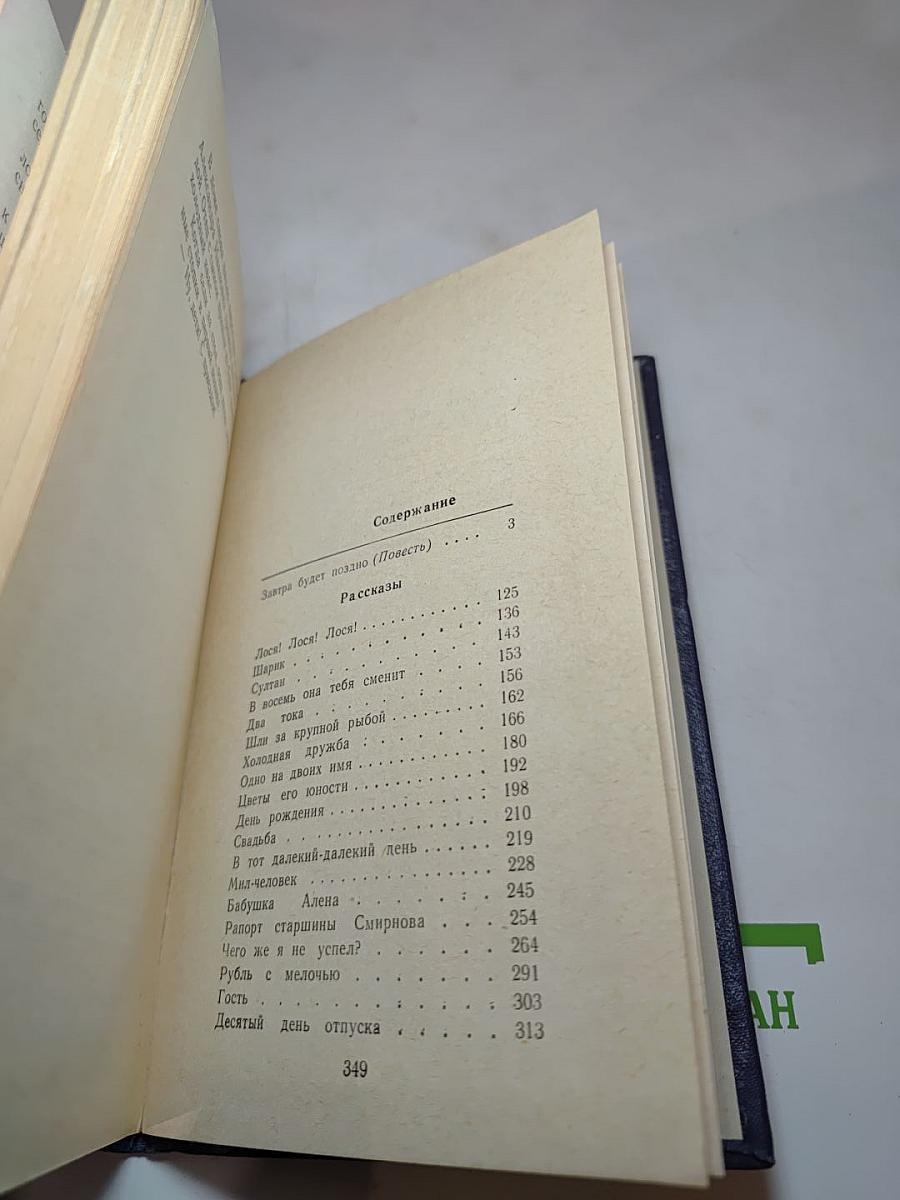 Содержание
Завтра будет поздно (Повесть) .... 3
Рассказы
Лося! Лося! Лося! ............ 125
Шарик . . . . . . . . . . 136
Султан . . . . . . . . . . 143
В восемь она тебя сменит . . . . 153
Два тока . . . . . . . . 156
Шли за крупной рыбой ......... 162
Холодная дружба . . . . . . 166
Одно на двоих имя ............ 180
Цветы его юности ............ 192
День рождения .............. 198
Свадьба . . . . . . . . . . . . . 210
В тот далекий-далекий день ...... 219
Мил-человек ................ 228
Бабушка Алена . . . . . . . 245
Рапорт старшины Смирнова . . . 254
Чего же я не успел? . . . . . . 264
Рубль с мелочью . . . . . . 291
Гость . . . . . . . . . . . 303
Десятый день отпуска . . . . . 313
349
АН